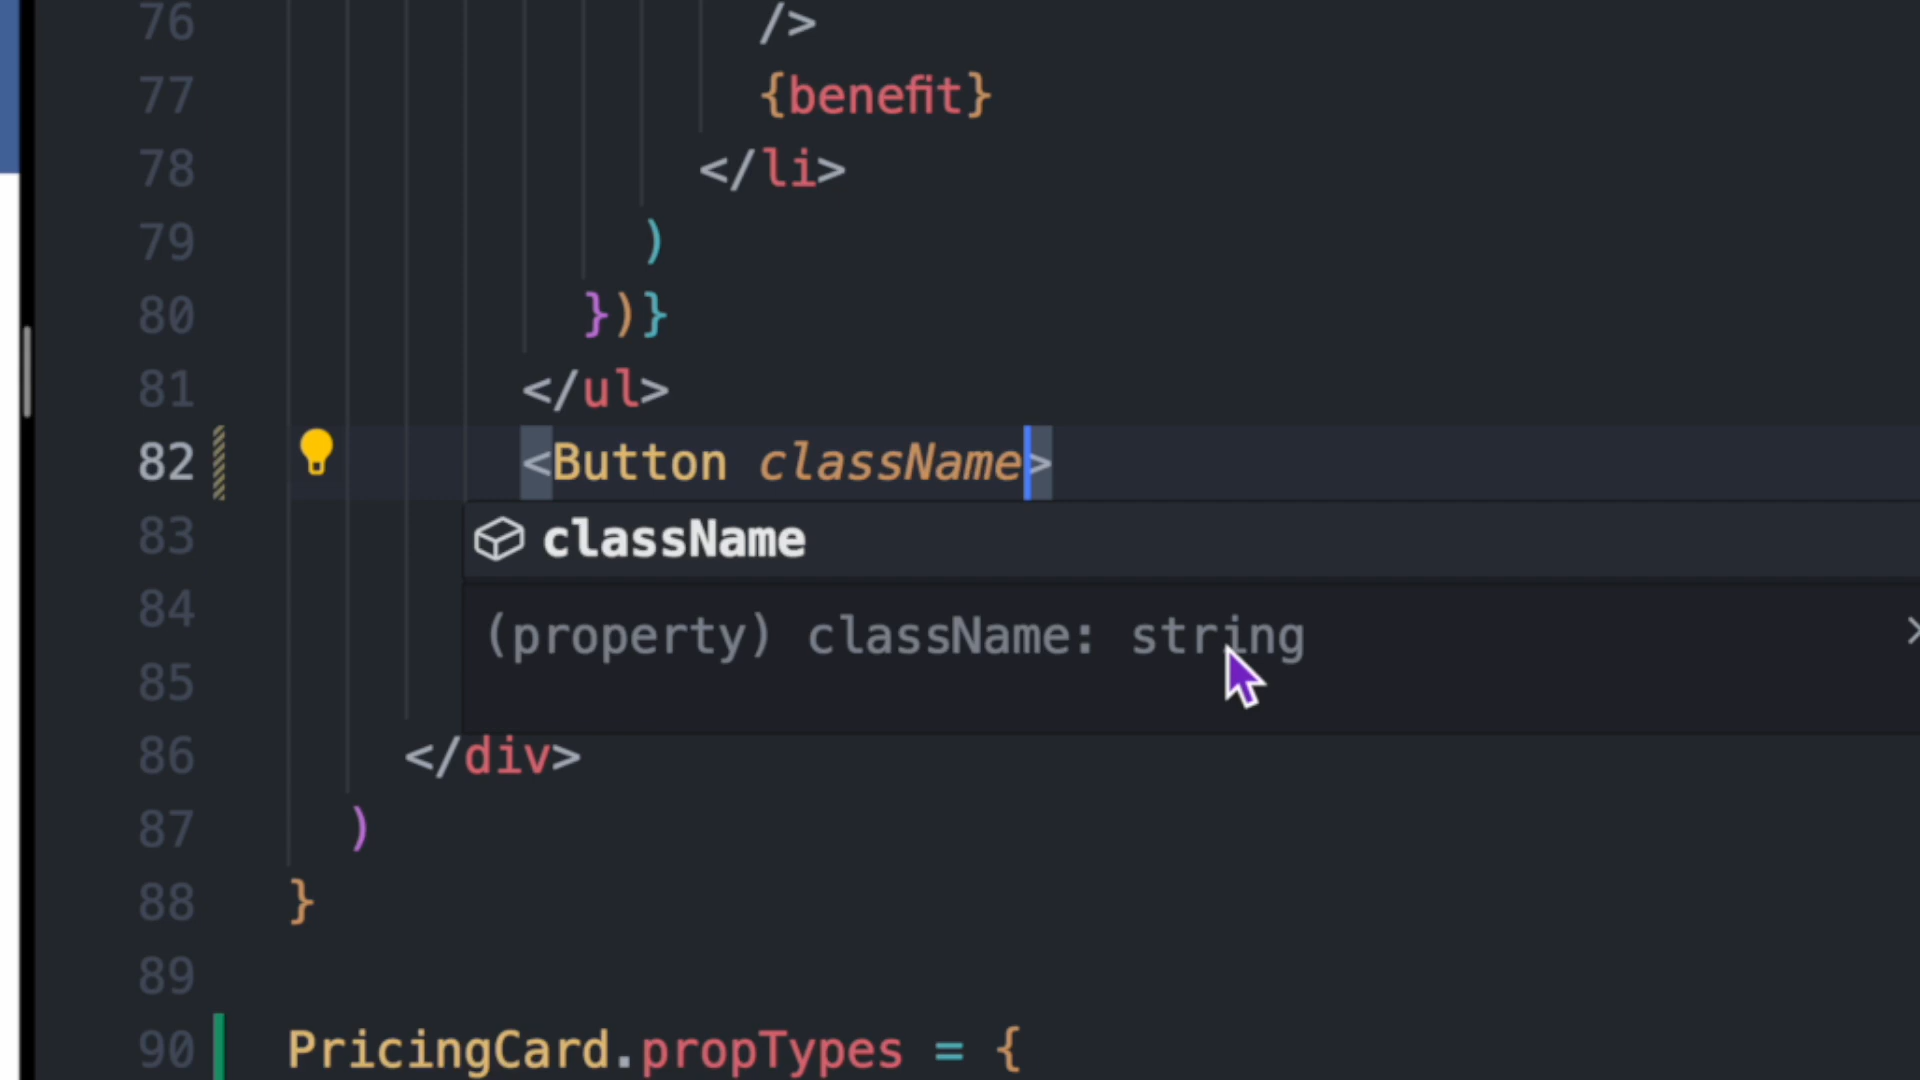 76 />
77 {benefit}
78 </li>
79 )
80 })}
81 </ul>
82 <Button className>
83 className
84 (property) className: string
85
86 </div>
87 )
88 }
89
90 PricingCard.propTypes = {